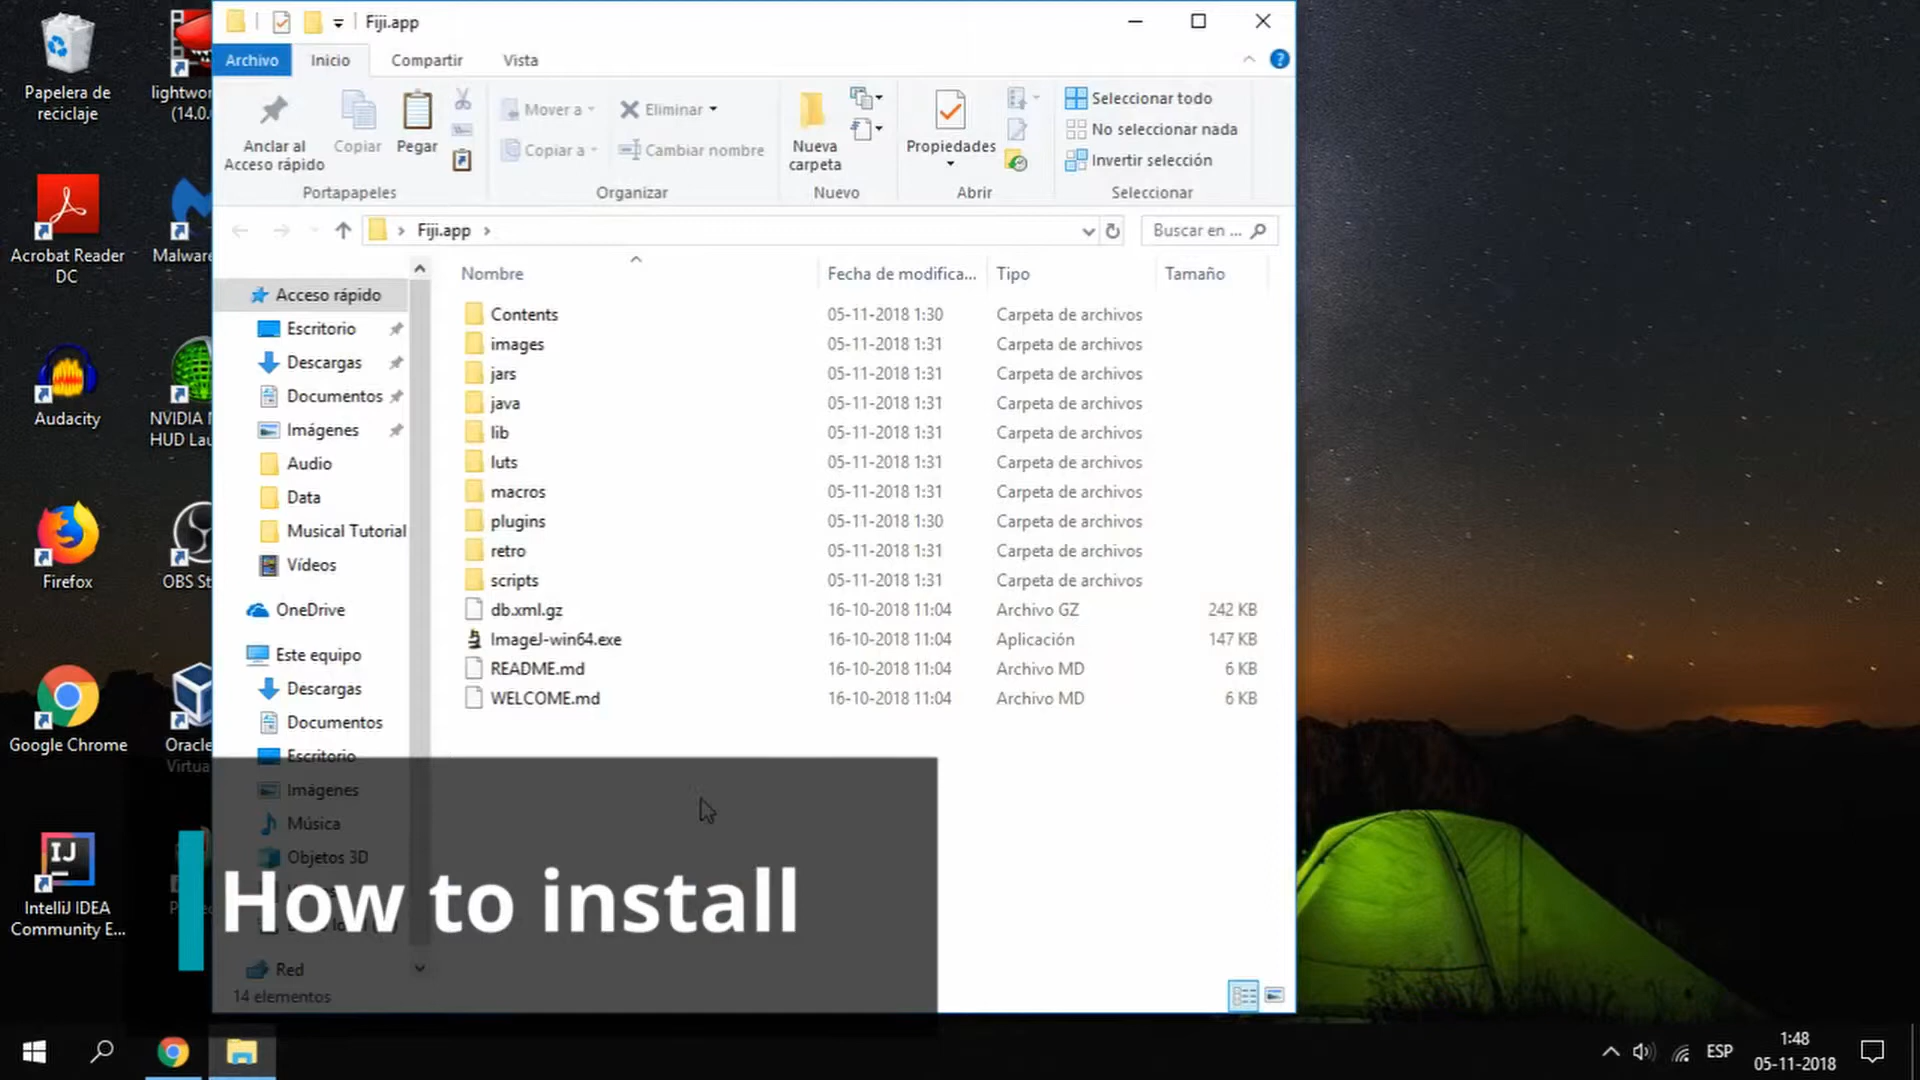 Papelera de
reciclaje
lightwor
(14.0.
Acrobat Reader
DC
Malware
Audacity
NVIDIA
HUD Lau
Firefox
OBS St
Google Chrome
Oracle
Virtua
IJ
IntelliJ IDEA
Community E...
Fiji.app
Archivo
Inicio
Compartir
Vista
Anclar al
Acceso rápido
Copiar
Pegar
Portapapeles
Mover a
Copiar a
Eliminar
Cambiar nombre
Organizar
Nueva
carpeta
Nuevo
Propiedades
Abrir
Seleccionar todo
No seleccionar nada
Invertir selección
Seleccionar
Fiji.app
Buscar en ...
Acceso rápido
Escritorio
Descargas
Documentos
Imágenes
Audio
Data
Musical Tutorial
Vídeos
OneDrive
Este equipo
Descargas
Documentos
Escritorio
Imágenes
Música
Objetos 3D
Red
14 elementos
Nombre Fecha de modifica... Tipo Tamaño
Contents 05-11-2018 1:30 Carpeta de archivos
images 05-11-2018 1:31 Carpeta de archivos
jars 05-11-2018 1:31 Carpeta de archivos
java 05-11-2018 1:31 Carpeta de archivos
lib 05-11-2018 1:31 Carpeta de archivos
luts 05-11-2018 1:31 Carpeta de archivos
macros 05-11-2018 1:31 Carpeta de archivos
plugins 05-11-2018 1:30 Carpeta de archivos
retro 05-11-2018 1:31 Carpeta de archivos
scripts 05-11-2018 1:31 Carpeta de archivos
db.xml.gz 16-10-2018 11:04 Archivo GZ 242 KB
ImageJ-win64.exe 16-10-2018 11:04 Aplicación 147 KB
README.md 16-10-2018 11:04 Archivo MD 6 KB
WELCOME.md 16-10-2018 11:04 Archivo MD 6 KB
How to install
ESP
1:48
05-11-2018